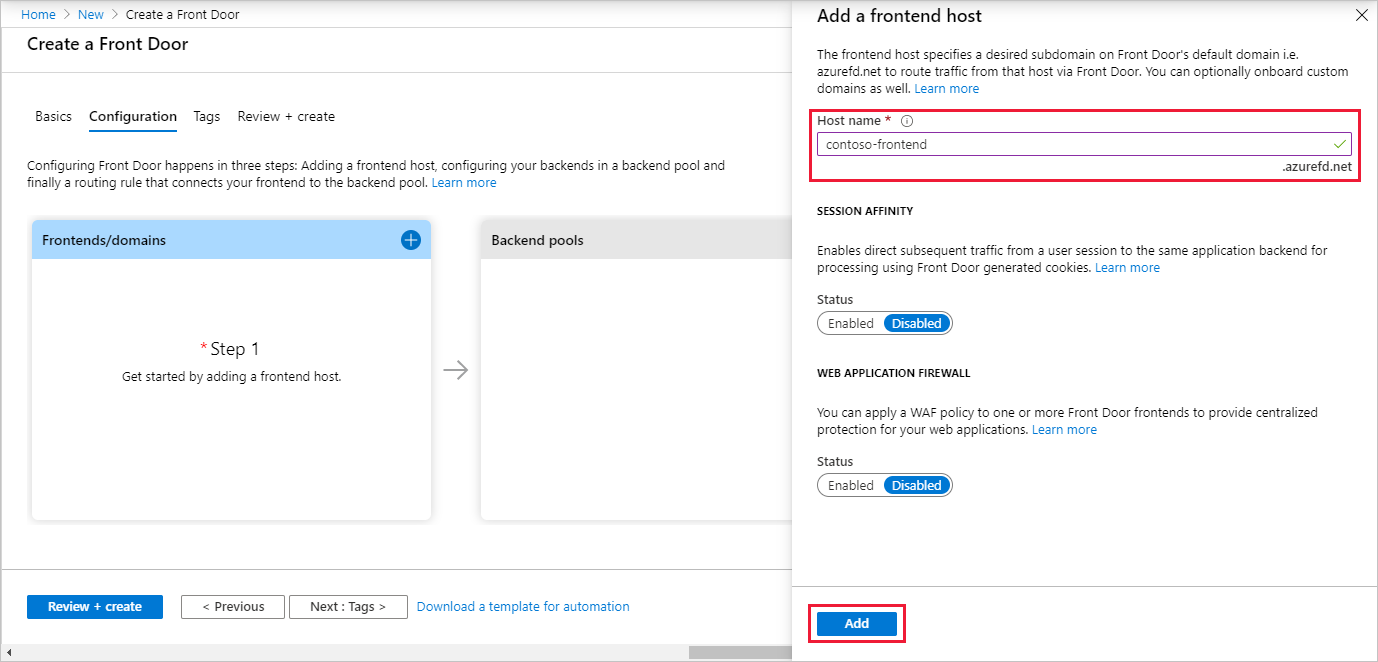 Home > New > Create a Front Door
Create a Front Door
Basics Configuration Tags Review + create
Configuring Front Door happens in three steps: Adding a frontend host, configuring your backends in a backend pool and
finally a routing rule that connects your frontend to the backend pool. Learn more
Frontends/domains
* Step 1
Get started by adding a frontend host.
Backend pools
Review + create
< Previous
Next : Tags >
Download a template for automation
Add a frontend host
The frontend host specifies a desired subdomain on Front Door's default domain i.e.
azurefd.net to route traffic from that host via Front Door. You can optionally onboard custom
domains as well. Learn more
Host name *
contoso-frontend
.azurefd.net
SESSION AFFINITY
Enables direct subsequent traffic from a user session to the same application backend for
processing using Front Door generated cookies. Learn more
Status
Enabled Disabled
WEB APPLICATION FIREWALL
You can apply a WAF policy to one or more Front Door frontends to provide centralized
protection for your web applications. Learn more
Status
Enabled Disabled
Add